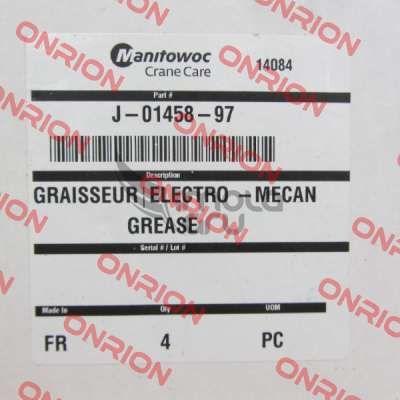 Manitowoc
Crane Care
14084
Part #
J-01458-97
Description
GRAISSEUR ELECTRO-MECAN
GREASE
Serial # / Lot #
Made In Qty UOM
FR 4 PC
ONRION
ONRION
ONRION
ONRION
ONRION
ONRION
ONRION
ONRION